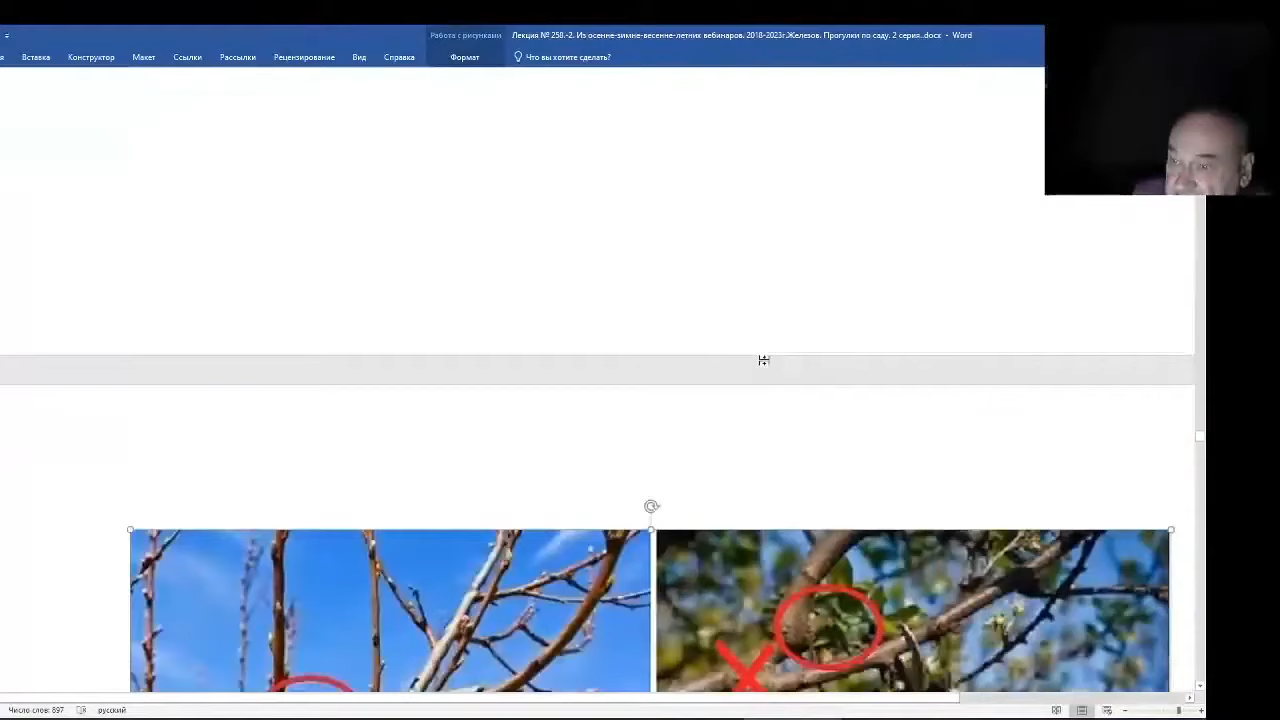 Работа с рисунками
Лекция № 258.-2. Из осенне-зимне-весенне-летних вебинаров. 2018-2023г.Железов. Прогулки по саду. 2 серия..docx - Word
я Вставка Конструктор Макет Ссылки Рассылки Рецензирование Вид Справка Формат Что вы хотите сделать?
Число слов: 897 русский